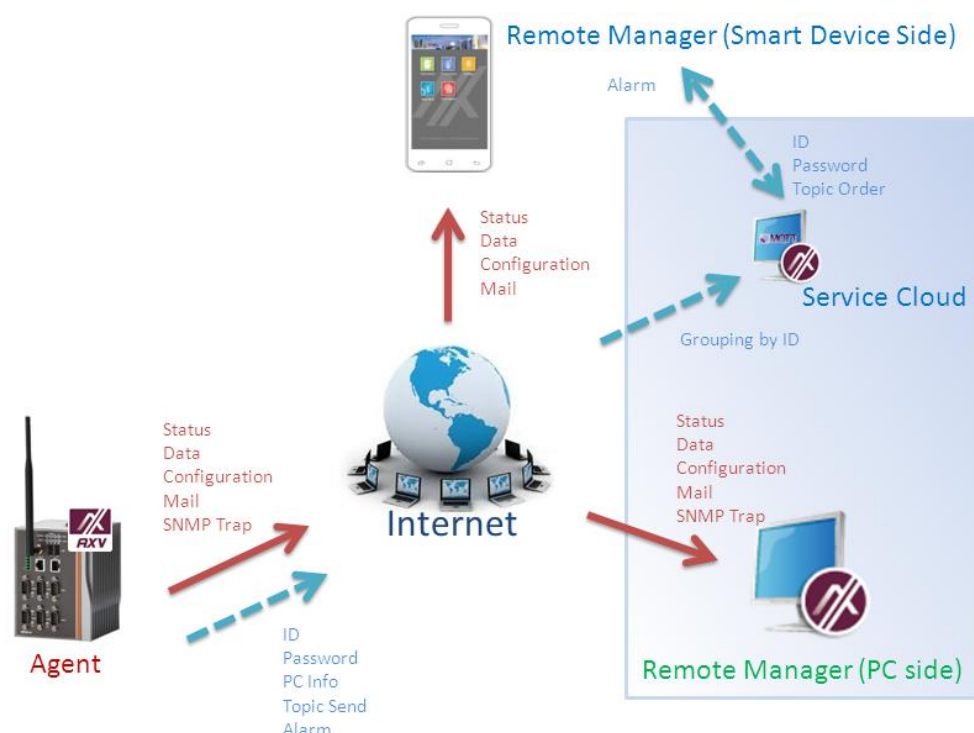 Remote Manager (Smart Device Side)
Alarm
ID
Password
Topic Order
Status
Data
Configuration
Mail
Service Cloud
Grouping by ID
Status
Data
Configuration
Mail
SNMP Trap
Status
Data
Configuration
Mail
SNMP Trap
Internet
AXV
Agent
ID
Password
PC Info
Topic Send
Alarm
Remote Manager (PC side)